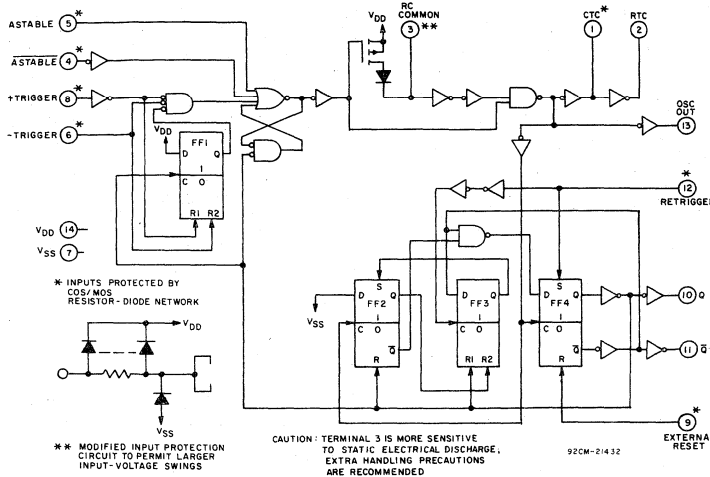 ASTABLE 5 *
ASTABLE 4 *
+TRIGGER 8 *
-TRIGGER 6 *
VDD 14
VSS 7
VDD
RC
COMMON
3 **
CTC *
1
RTC
2
OSC
OUT
13
*
12
RETRIGGE
VDD
FF1
D Q
1
C O
R1 R2
* INPUTS PROTECTED BY
COS/MOS
RESISTOR-DIODE NETWORK
VDD
VSS
** MODIFIED INPUT PROTECTION
CIRCUIT TO PERMIT LARGER
INPUT-VOLTAGE SWINGS
VSS
S
D Q
FF2
1
C O
Q
R
D Q
FF3
1
C O
R1 R2
S
D Q
FF4
1
C O
Q
R
10 Q
11 Q
9 *
EXTERNA
RESET
CAUTION : TERMINAL 3 IS MORE SENSITIVE
TO STATIC ELECTRICAL DISCHARGE;
EXTRA HANDLING PRECAUTIONS
ARE RECOMMENDED
92CM-21432